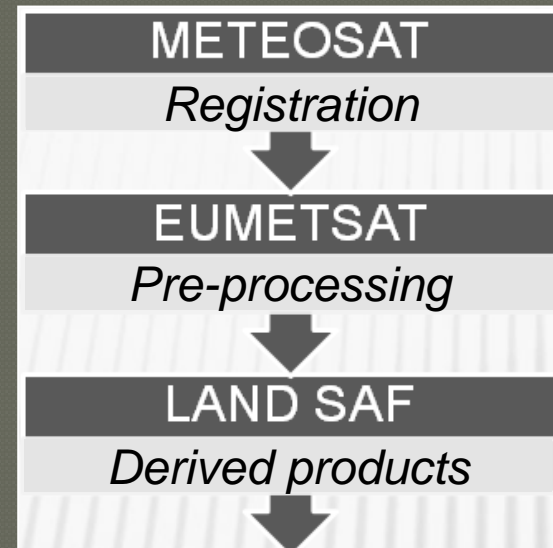 METEOSAT
Registration
EUMETSAT
Pre-processing
LAND SAF
Derived products